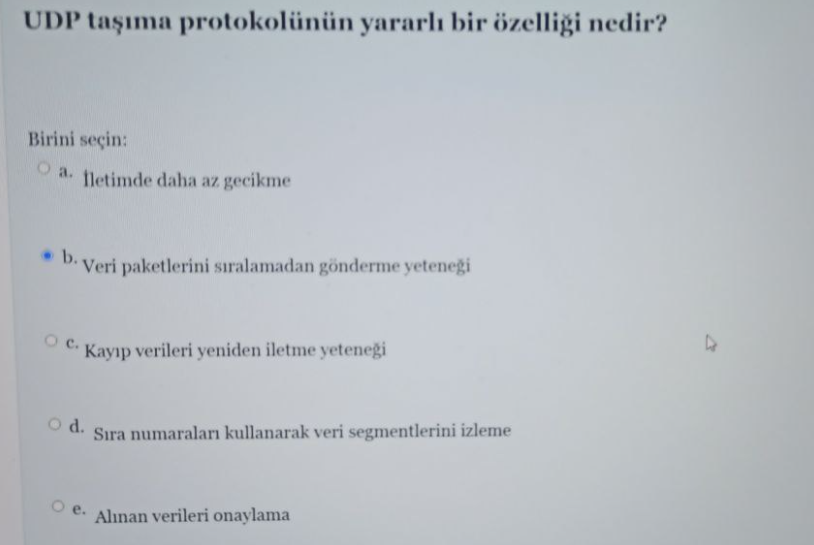 UDP taşıma protokolünün yararlı bir özelliği nedir?
Birini seçin:
a. İletimde daha az gecikme
b. Veri paketlerini sıralamadan gönderme yeteneği
c. Kayıp verileri yeniden iletme yeteneği
d. Sıra numaraları kullanarak veri segmentlerini izleme
e. Alınan verileri onaylama